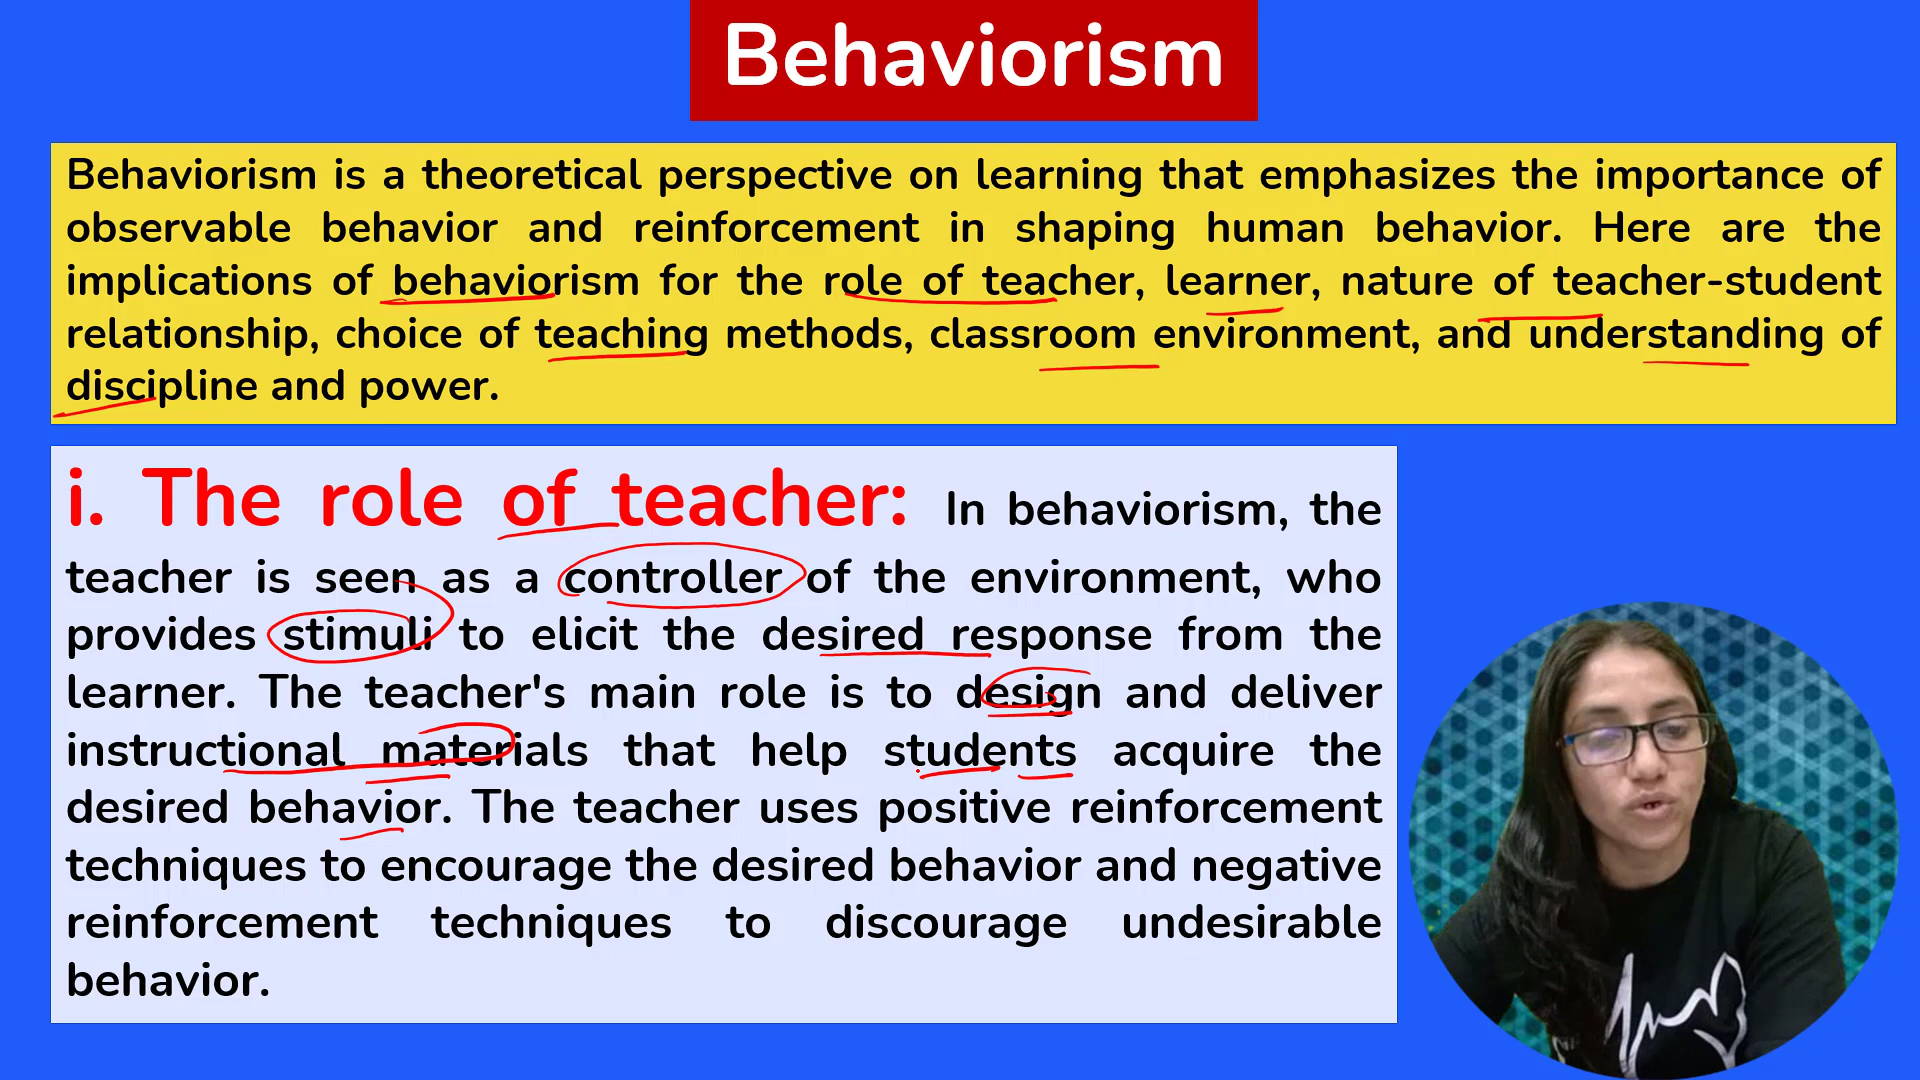 Behaviorism
Behaviorism is a theoretical perspective on learning that emphasizes the importance of
observable behavior and reinforcement in shaping human behavior. Here are the
implications of behaviorism for the role of teacher, learner, nature of teacher-student
relationship, choice of teaching methods, classroom environment, and understanding of
discipline and power.
i. The role of teacher: In behaviorism, the
teacher is seen as a controller of the environment, who
provides stimuli to elicit the desired response from the
learner. The teacher's main role is to design and deliver
instructional materials that help students acquire the
desired behavior. The teacher uses positive reinforcement
techniques to encourage the desired behavior and negative
reinforcement techniques to discourage undesirable
behavior.